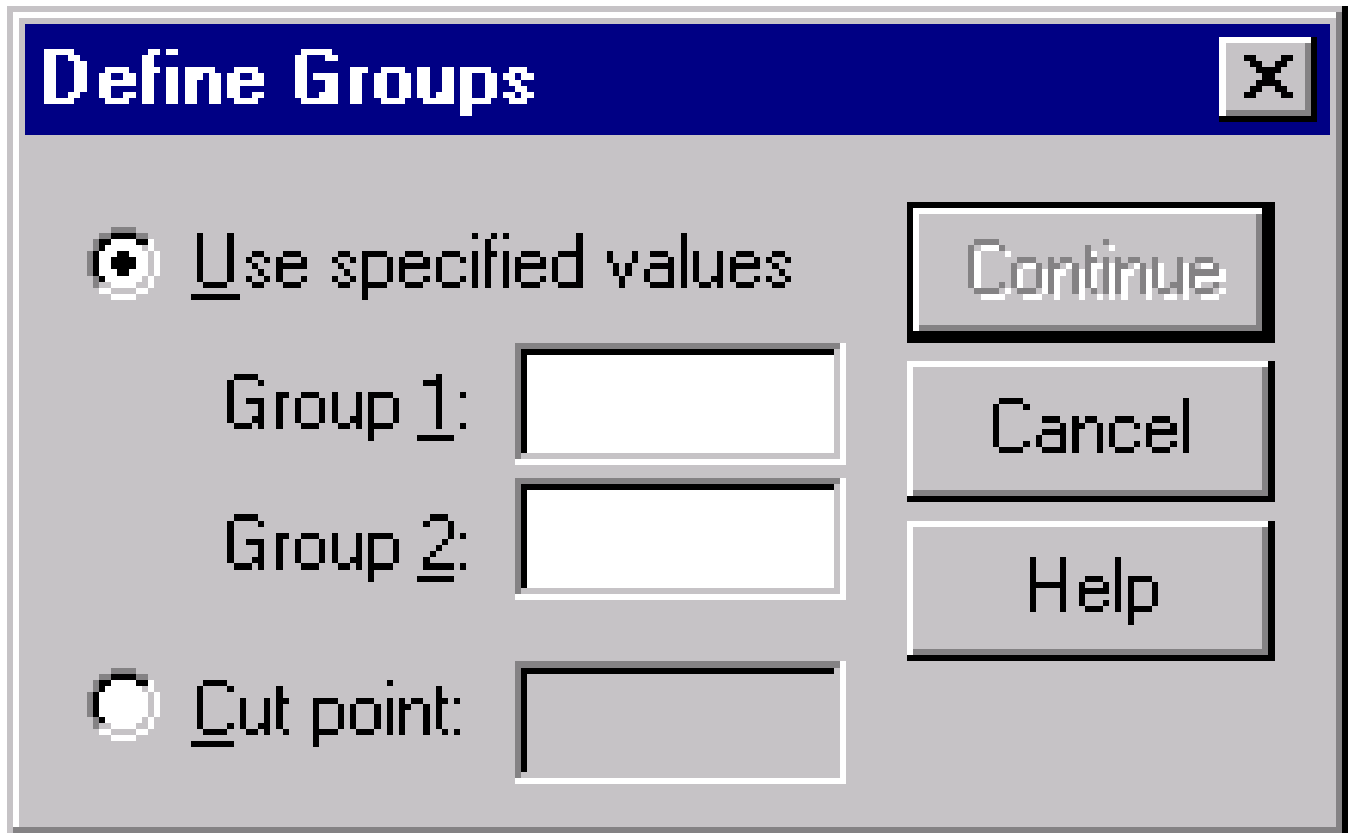 Define Groups
Use specified values
Continue
Group 1:
Cancel
Group 2:
Help
Cut point: